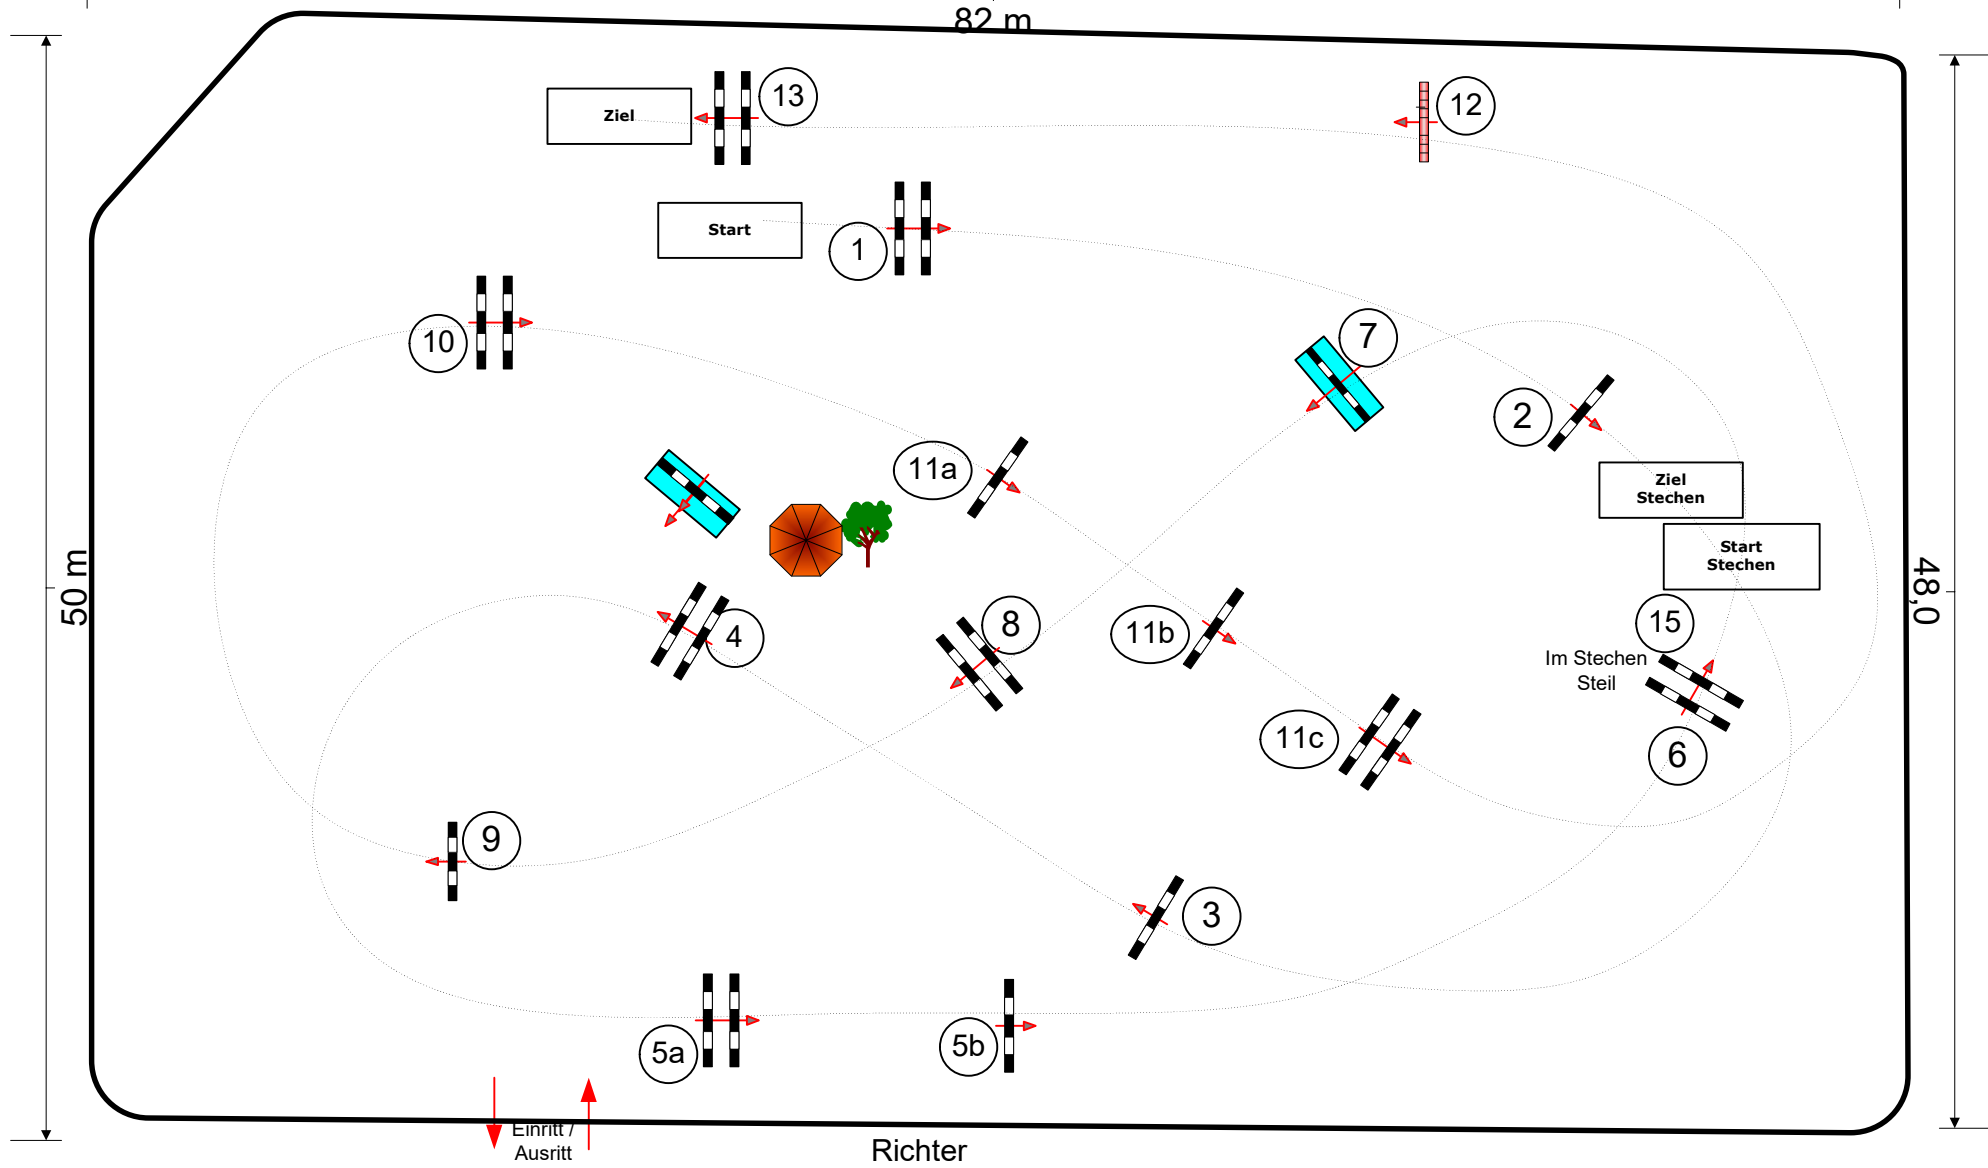 82 m
Ziel
13
12
Start
1
10
7
2
11a
Ziel
Stechen
Start
Stechen
50 m
48,0
4
8
11b
15
Im Stechen
Steil
11c
6
9
3
5a
5b
Einritt /
Ausritt
Richter